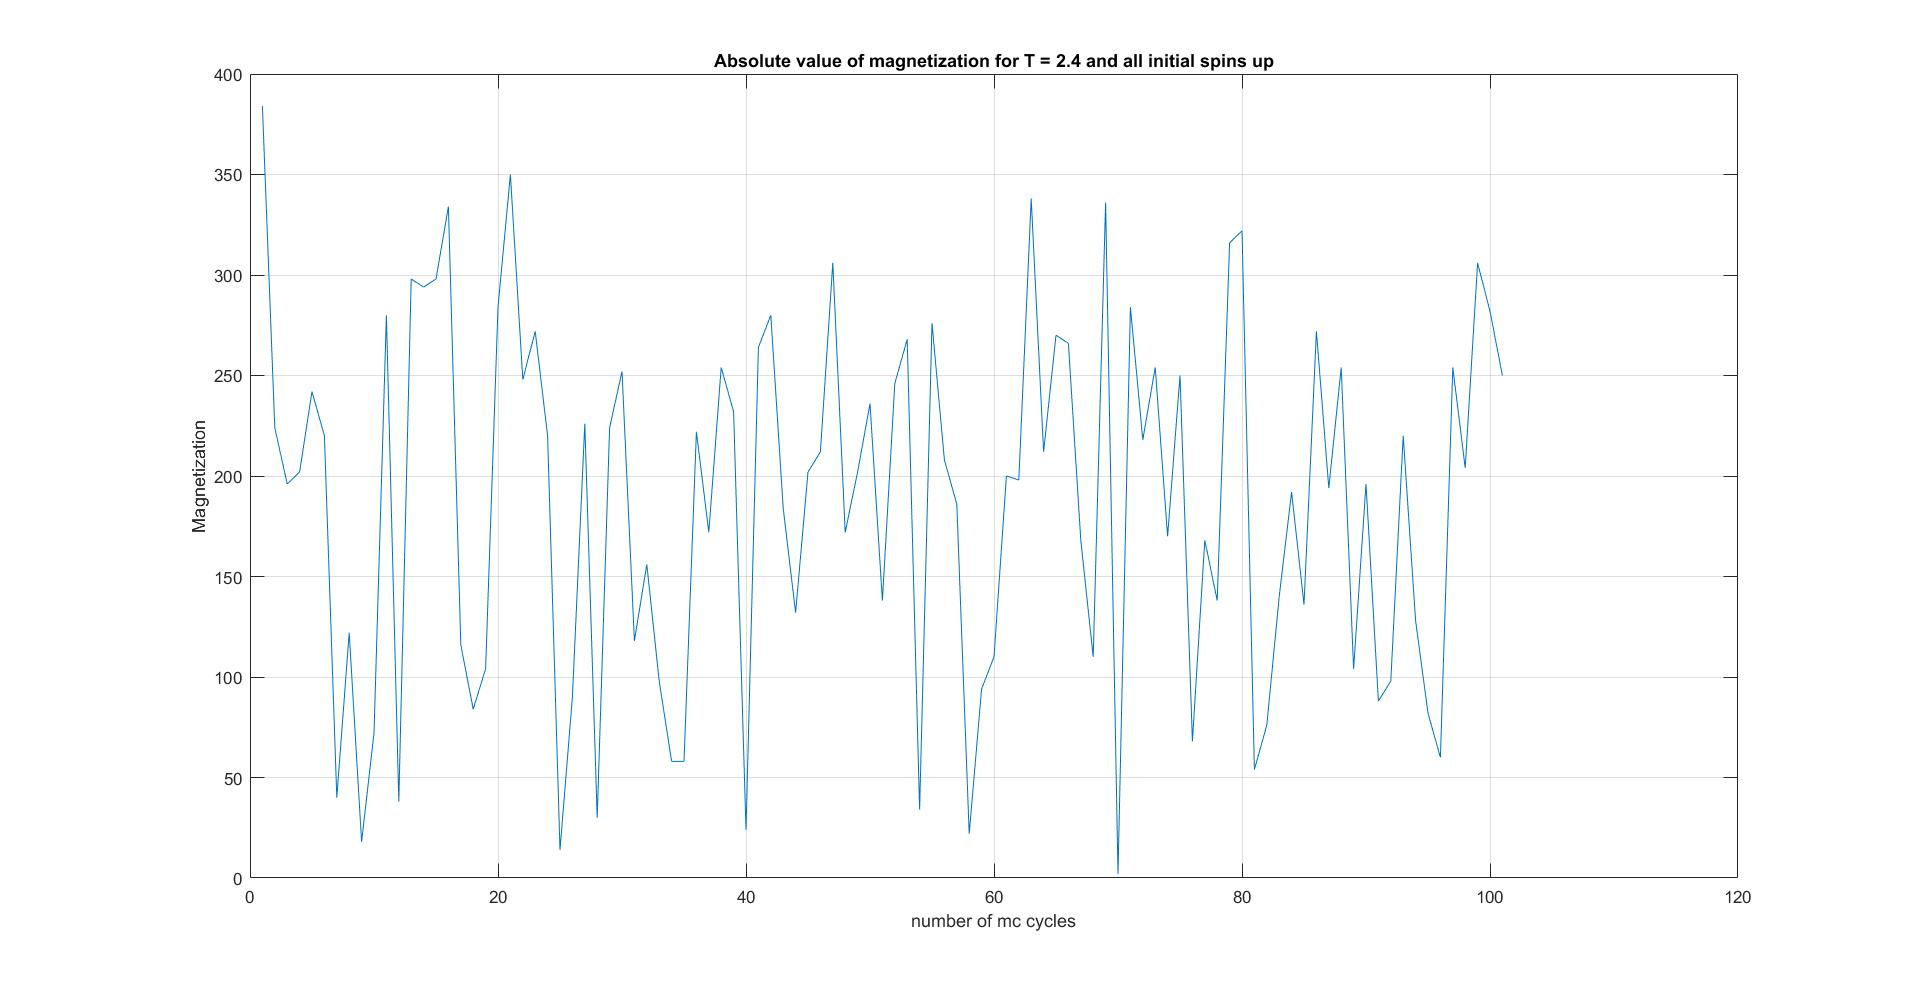 Absolute value of magnetization for T = 2.4 and all initial spins up
400
350
300
250
200
150
100
50
0
Magnetization
0 20 40 60 80 100 120
number of mc cycles